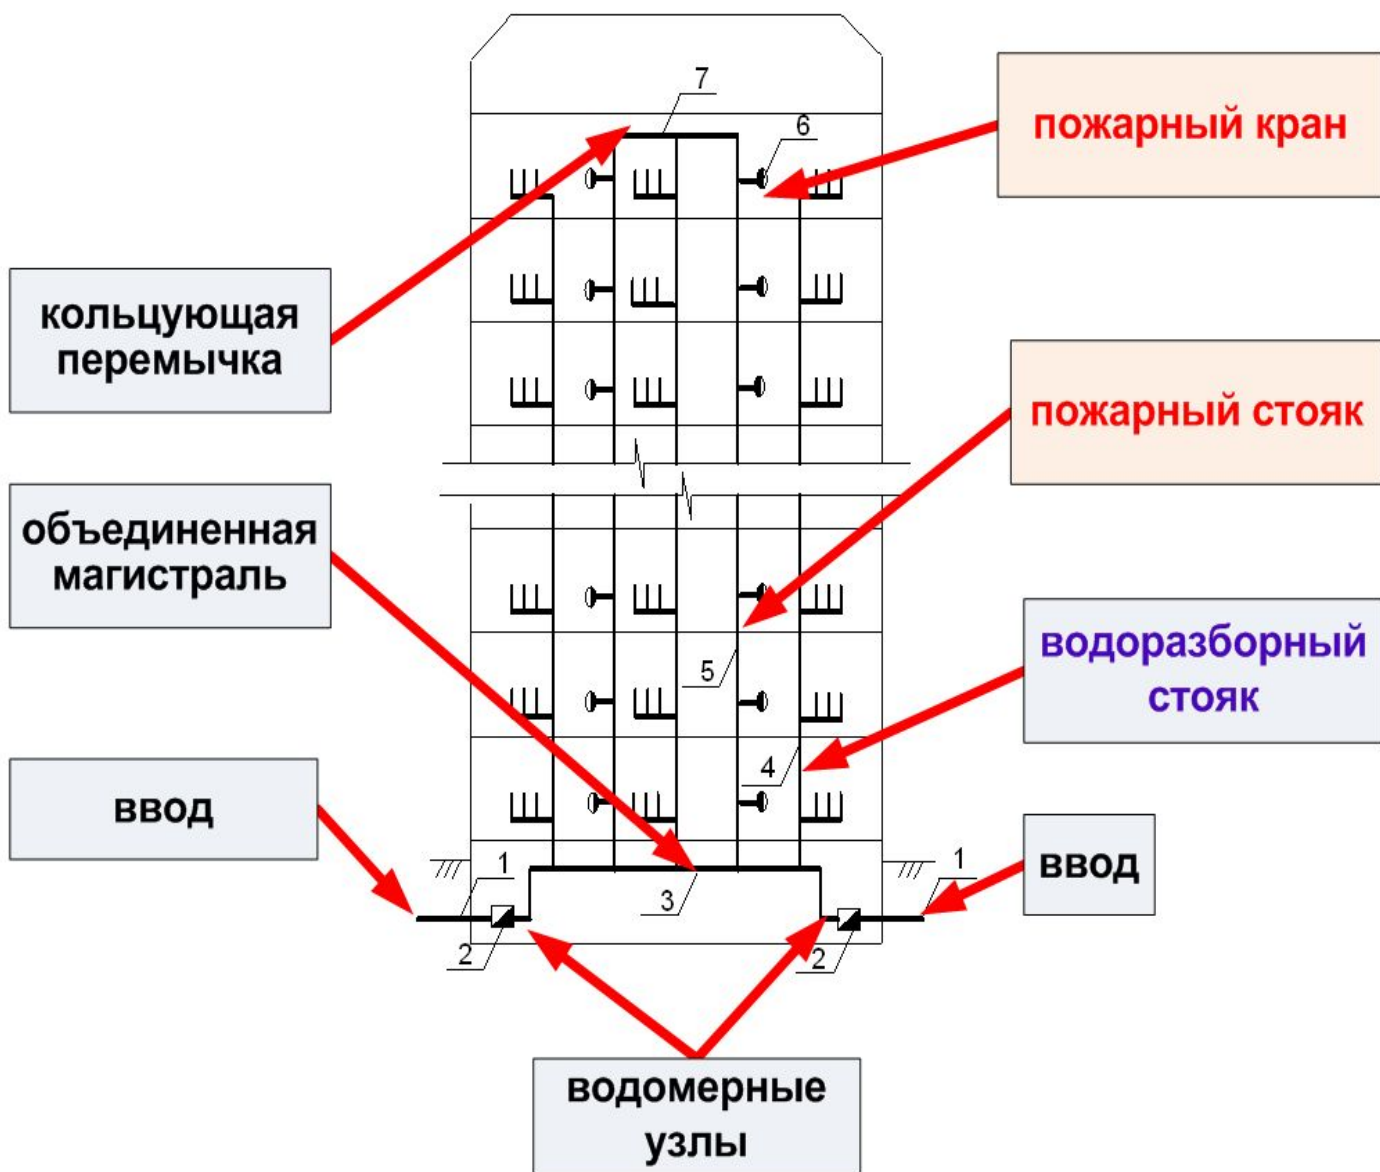 7
6
пожарный кран
кольцующая
перемычка
пожарный стояк
объединенная
магистраль
5
водоразборный
стояк
4
ввод
1
3
1
ввод
2
2
водомерные
узлы